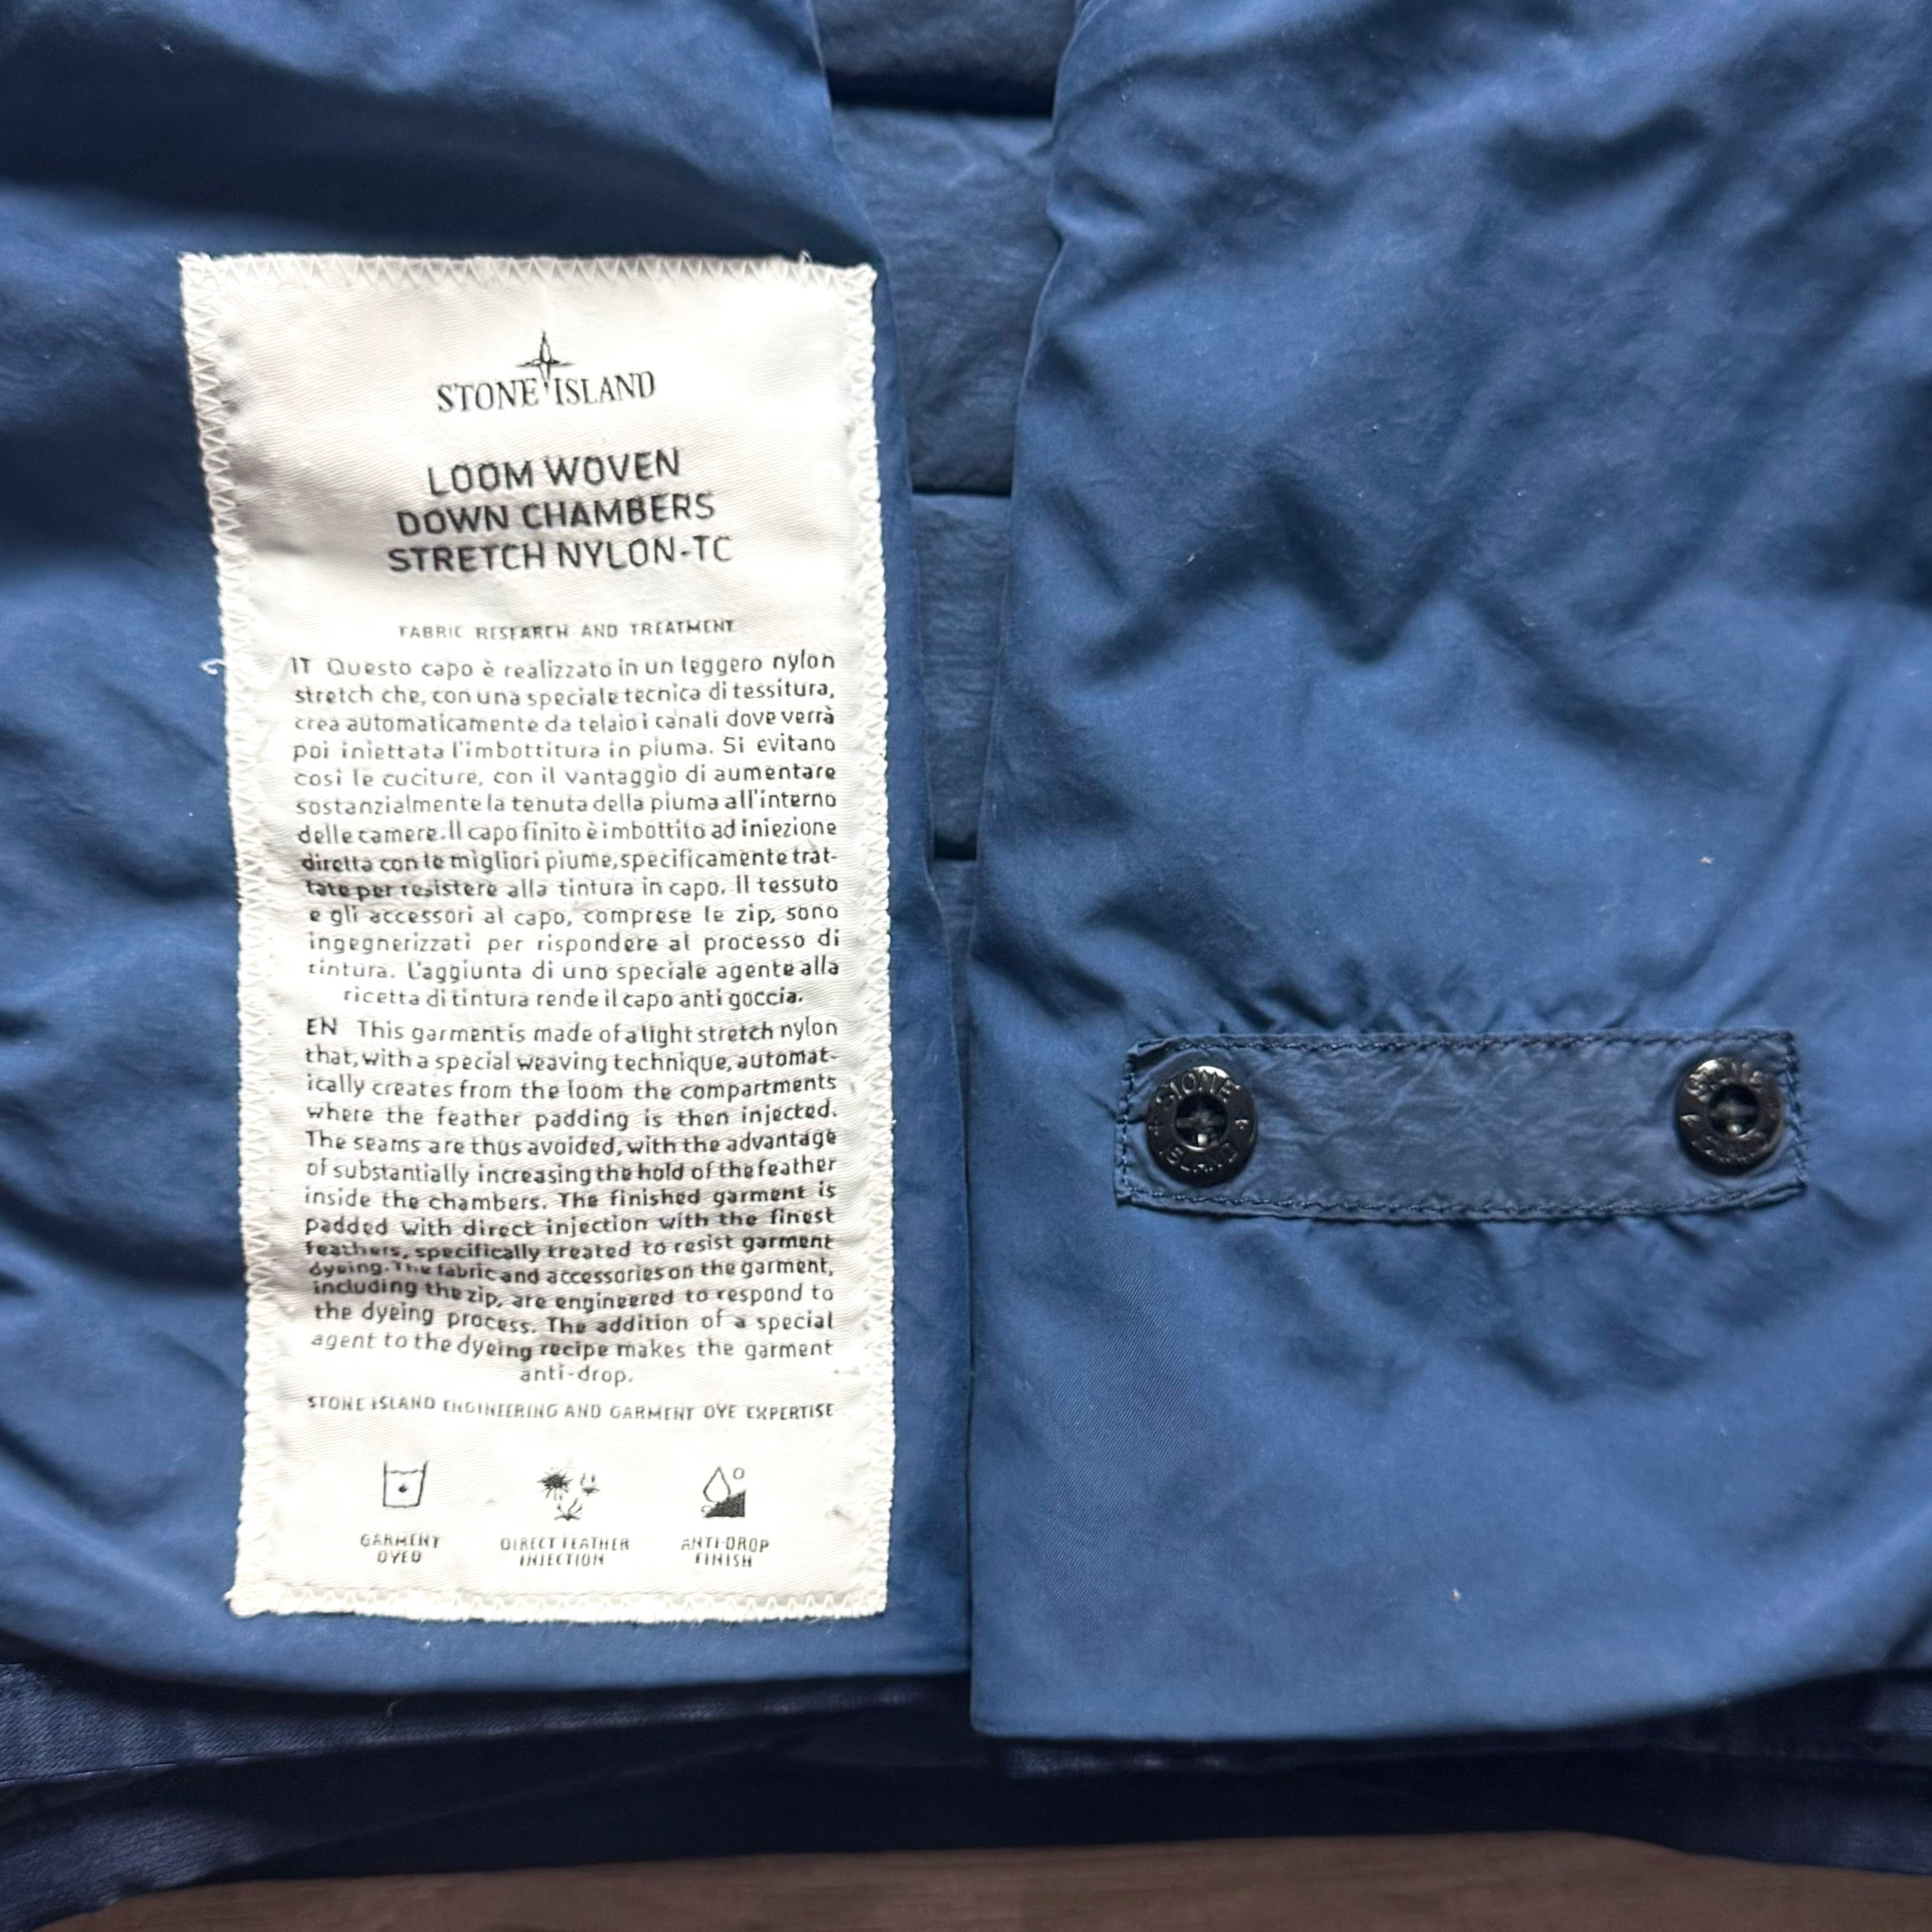 STONE ISLAND
LOOM WOVEN
DOWN CHAMBERS
STRETCH NYLON-TC
FABRIC RESEARCH AND TREATMENT
IT Questo capo è realizzato in un leggero nylon
stretch che, con una speciale tecnica di tessitura,
crea automaticamente da telaio i canali dove verrà
poi iniettata l'imbottitura in piuma. Si evitano
così le cuciture, con il vantaggio di aumentare
sostanzialmente la tenuta della piuma all'interno
delle camere. Il capo finito è imbottito ad iniezione
diretta con le migliori piume, specificamente trat-
tate per resistere alla tintura in capo. Il tessuto
e gli accessori al capo, comprese le zip, sono
ingegnerizzati per rispondere al processo di
tintura. L'aggiunta di uno speciale agente alla
ricetta di tintura rende il capo anti goccia.
EN This garment is made of a light stretch nylon
that, with a special weaving technique, automat-
ically creates from the loom the compartments
where the feather padding is then injected.
The seams are thus avoided, with the advantage
of substantially increasing the hold of the feather
inside the chambers. The finished garment is
padded with direct injection with the finest
feathers, specifically treated to resist garment
dyeing. The fabric and accessories on the garment,
including the zip, are engineered to respond to
the dyeing process. The addition of a special
agent to the dyeing recipe makes the garment
anti-drop.
STONE ISLAND ENGINEERING AND GARMENT DYE EXPERTISE
GARMENT
DYED
DIRECT FEATHER
INJECTION
ANTI-DROP
FINISH
STONE
ISLAND
STONE
ISLAND